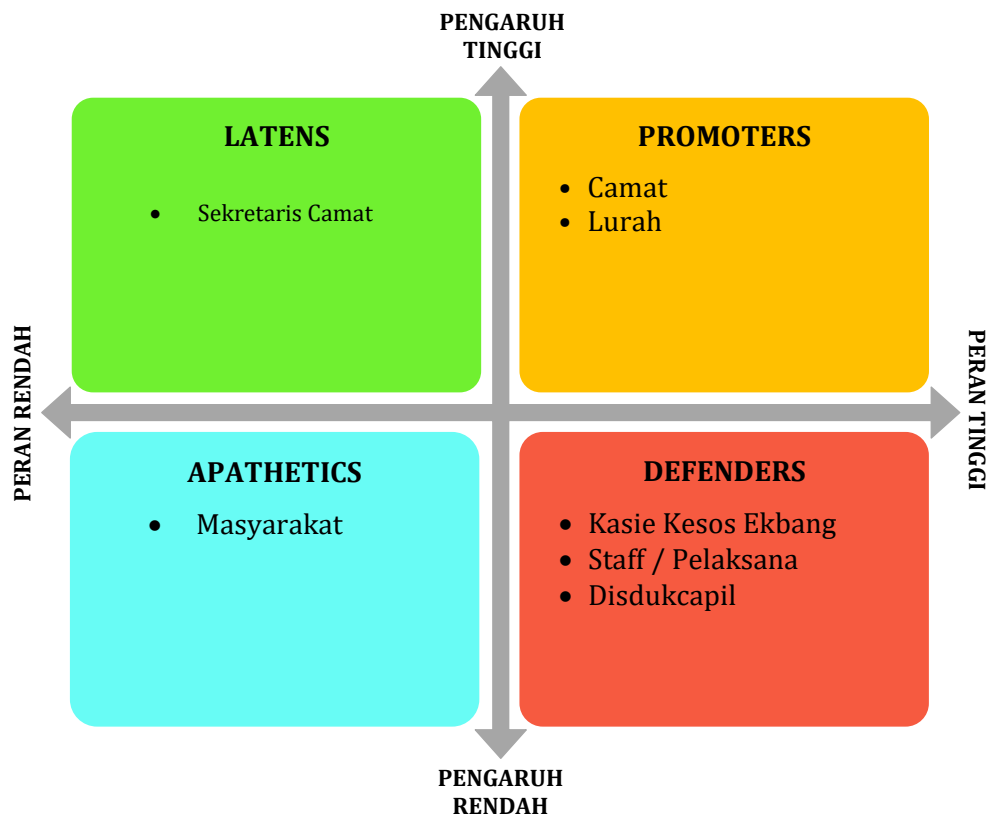 PENGARUH
TINGGI
LATENS
• Sekretaris Camat
PROMOTERS
• Camat
• Lurah
PERAN RENDAH
PERAN TINGGI
APATHETICS
• Masyarakat
DEFENDERS
• Kasie Kesos Ekbang
• Staff / Pelaksana
• Disdukcapil
PENGARUH
RENDAH